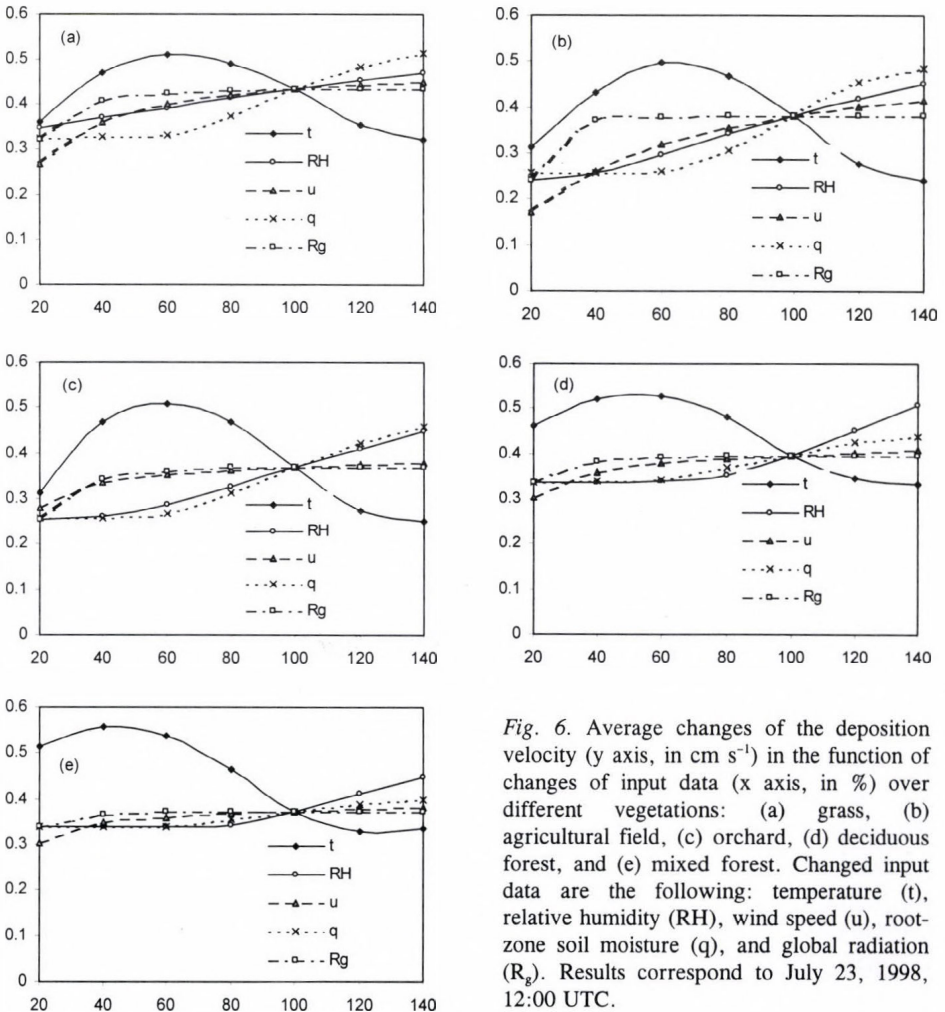 (a)
0.6
0.5
0.4
0.3
0.2
0.1
0
t
RH
u
q
Rg
20 40 60 80 100 120 140
(b)
0.6
0.5
0.4
0.3
0.2
0.1
0.0
t
RH
u
q
Rg
20 40 60 80 100 120 140
(c)
0.6
0.5
0.4
0.3
0.2
0.1
0
t
RH
u
q
Rg
20 40 60 80 100 120 140
(d)
0.6
0.5
0.4
0.3
0.2
0.1
0
t
RH
u
q
Rg
20 40 60 80 100 120 140
(e)
0.6
0.5
0.4
0.3
0.2
0.1
0
t
RH
u
q
Rg
20 40 60 80 100 120 140
Fig. 6. Average changes of the deposition
velocity (y axis, in cm s⁻¹) in the function of
changes of input data (x axis, in %) over
different vegetations: (a) grass, (b)
agricultural field, (c) orchard, (d) deciduous
forest, and (e) mixed forest. Changed input
data are the following: temperature (t),
relative humidity (RH), wind speed (u), root-
zone soil moisture (q), and global radiation
(Rg). Results correspond to July 23, 1998,
12:00 UTC.